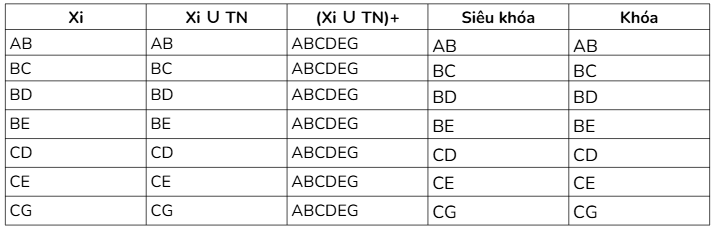 Xi Xi U TN (Xi U TN)+ Siêu khóa Khóa
AB AB ABCDEG AB AB
BC BC ABCDEG BC BC
BD BD ABCDEG BD BD
BE BE ABCDEG BE BE
CD CD ABCDEG CD CD
CE CE ABCDEG CE CE
CG CG ABCDEG CG CG